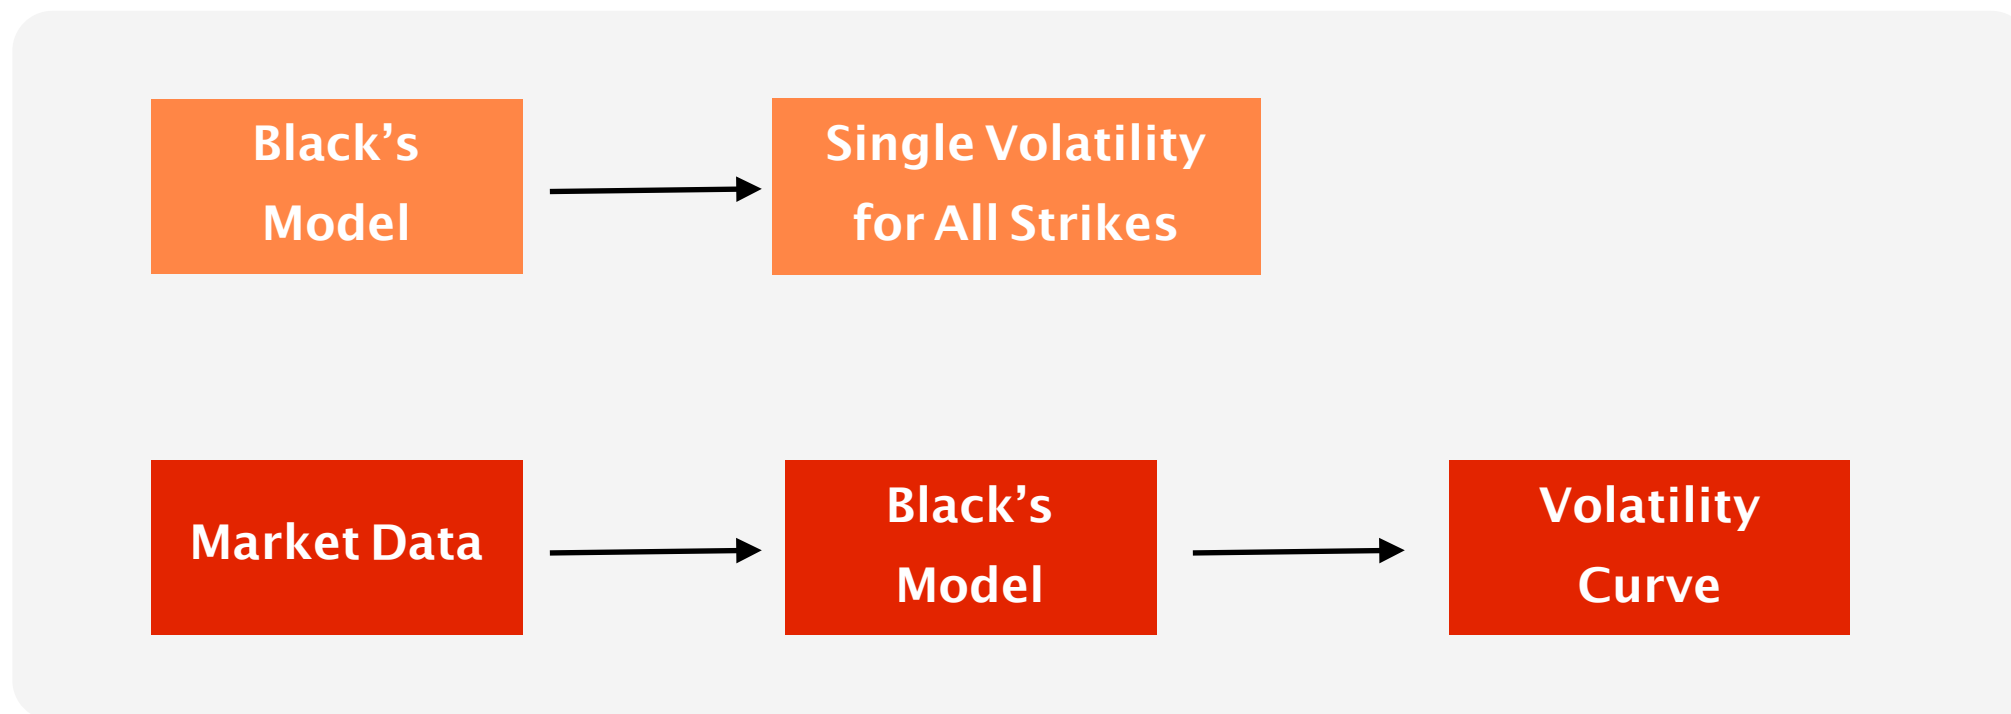 Black’s
Model
Single Volatility
for All Strikes
Market Data
Black’s
Model
Volatility
Curve